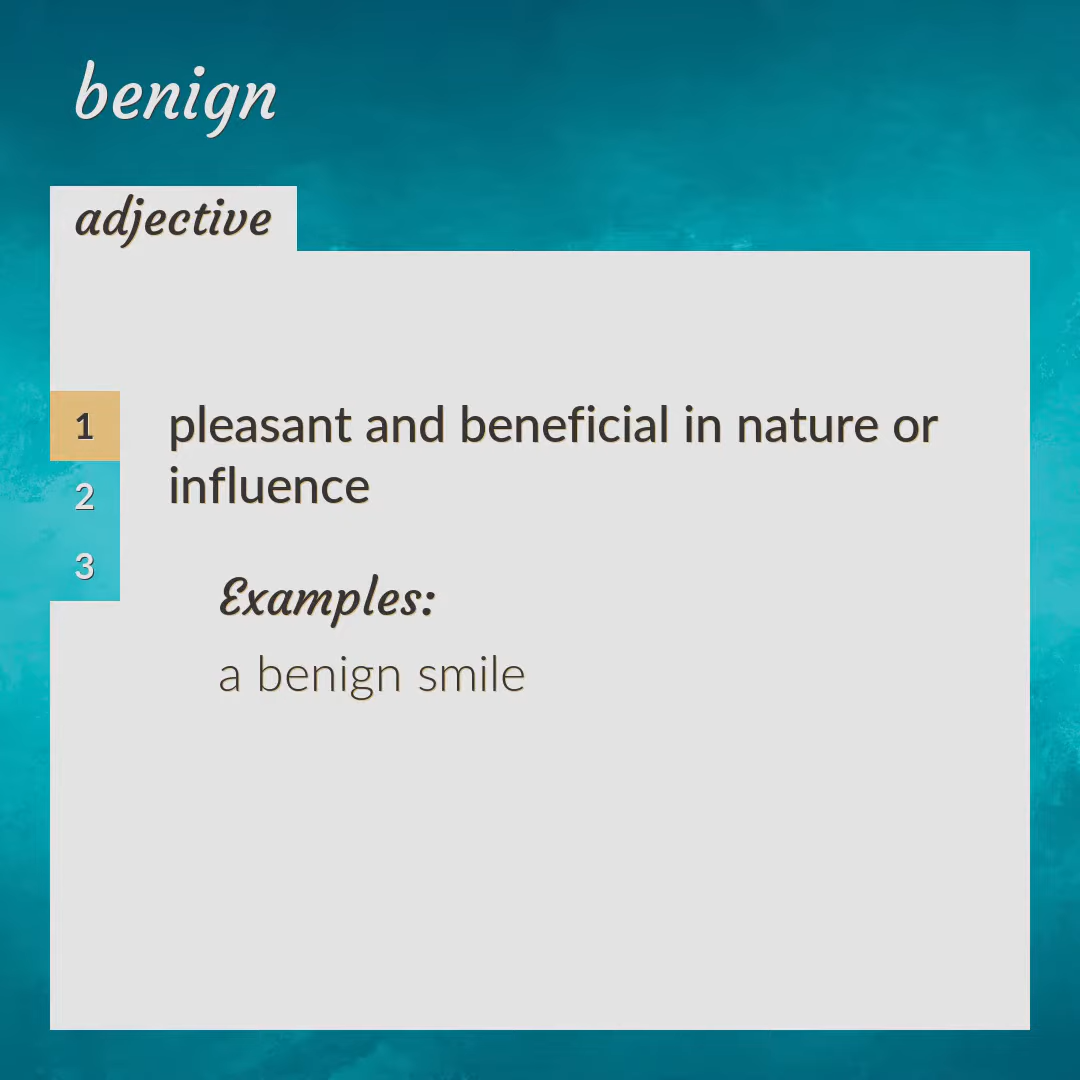 benign
adjective
1
pleasant and beneficial in nature or
influence
2
3
Examples:
a benign smile